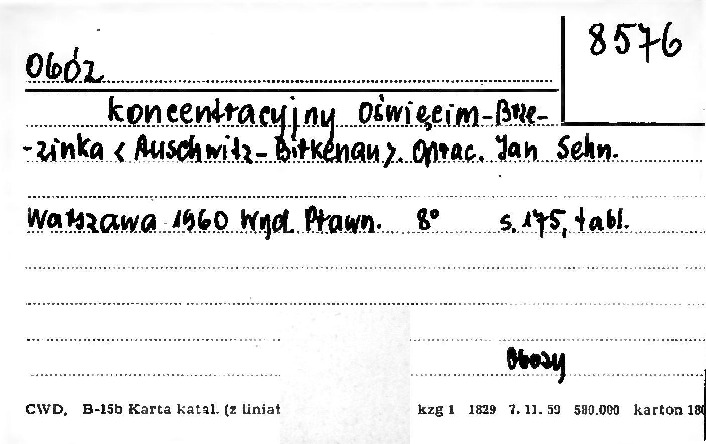 8576
Obóz
koncentracyjny Oświęcim-Brze-
-zinka < Auschwitz-Birkenau>. Oprac. Jan Sehn.
Warszawa 1960 Wyd. Prawn. 8° s. 175, tabl.
Obozy
CWD, B-15b Karta katal. (z liniat kzg 1 1829 7. 11. 59 580.000 karton 180